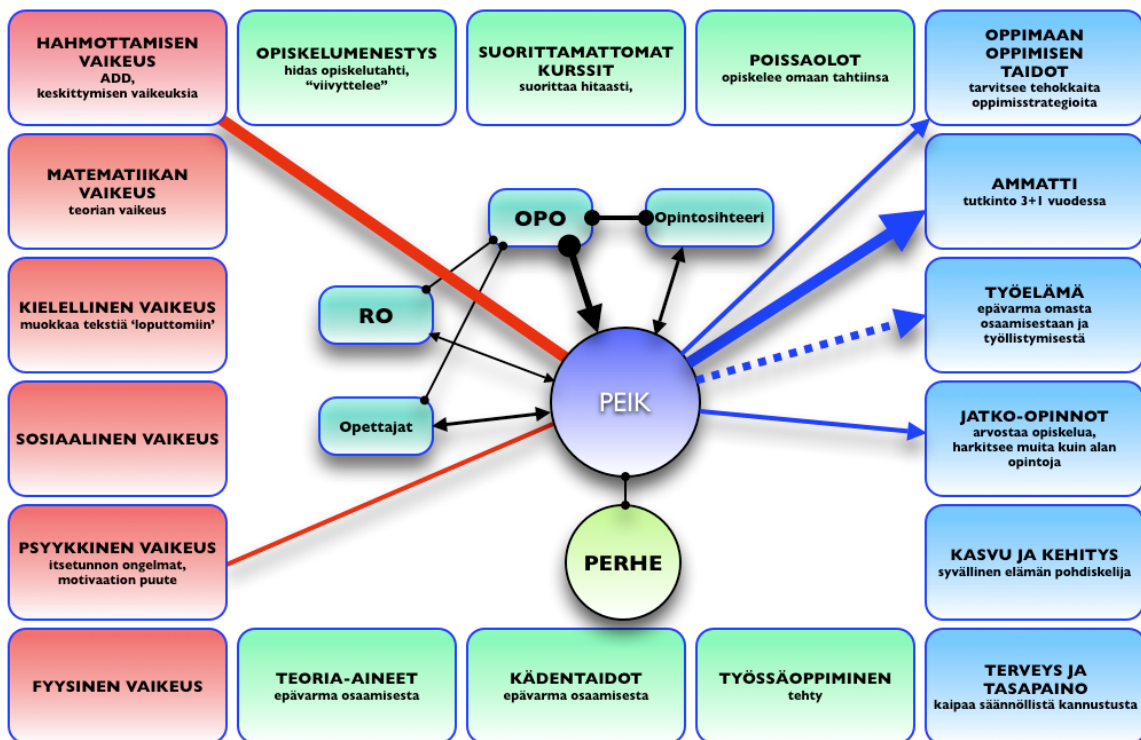 HAHMOTTAMISEN
VAIKEUS
ADD,
keskittymisen vaikeuksia
OPISKELUMENESTYS
hidas opiskelutahti,
“viivyttelee”
SUORITTAMATTOMAT
KURSSIT
suorittaa hitaasti,
POISSAOLOT
opiskelee omaan tahtiinsa
OPPIMAAN
OPPIMISEN
TAIDOT
tarvitsee tehokkaita
oppimisstrategioita
MATEMATIIKAN
VAIKEUS
teorian vaikeus
AMMATTI
tutkinto 3+1 vuodessa
OPO
Opintosihteeri
KIELELLINEN VAIKEUS
muokkaa tekstiä ‘loputtomiin’
RO
TYÖELÄMÄ
epävarma omasta
osaamisestaan ja
työllistymisestä
SOSIAALINEN VAIKEUS
Opettajat
PEIK
JATKO-OPINNOT
arvostaa opiskelua,
harkitsee muita kuin alan
opintoja
PSYYKKINEN VAIKEUS
itsetunnon ongelmat,
motivaation puute
PERHE
KASVU JA KEHITYS
syvällinen elämän pohdiskelija
FYYSINEN VAIKEUS
TEORIA-AINEET
epävarma osaamisesta
KÄDENTAIDOT
epävarma osaamisesta
TYÖSSÄOPPIMINEN
tehty
TERVEYS JA
TASAPAINO
kaipaa säännöllistä kannustusta